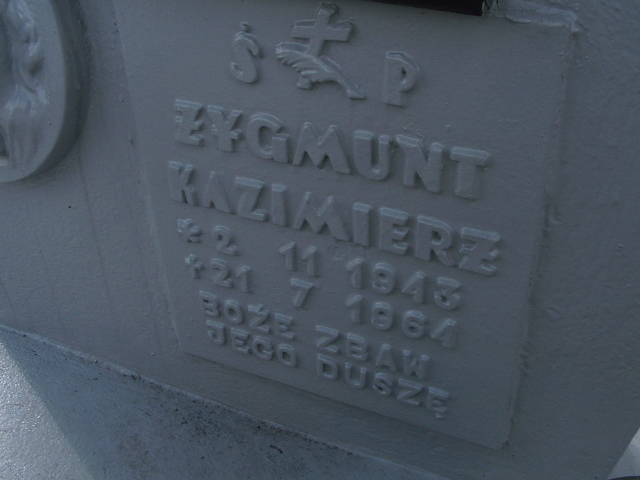 Ś P
ZYGMUNT
KAZIMIERZ
* 2 11 1943
+ 21 7 1964
BOŻE ZBAW
JEGO DUSZĘ